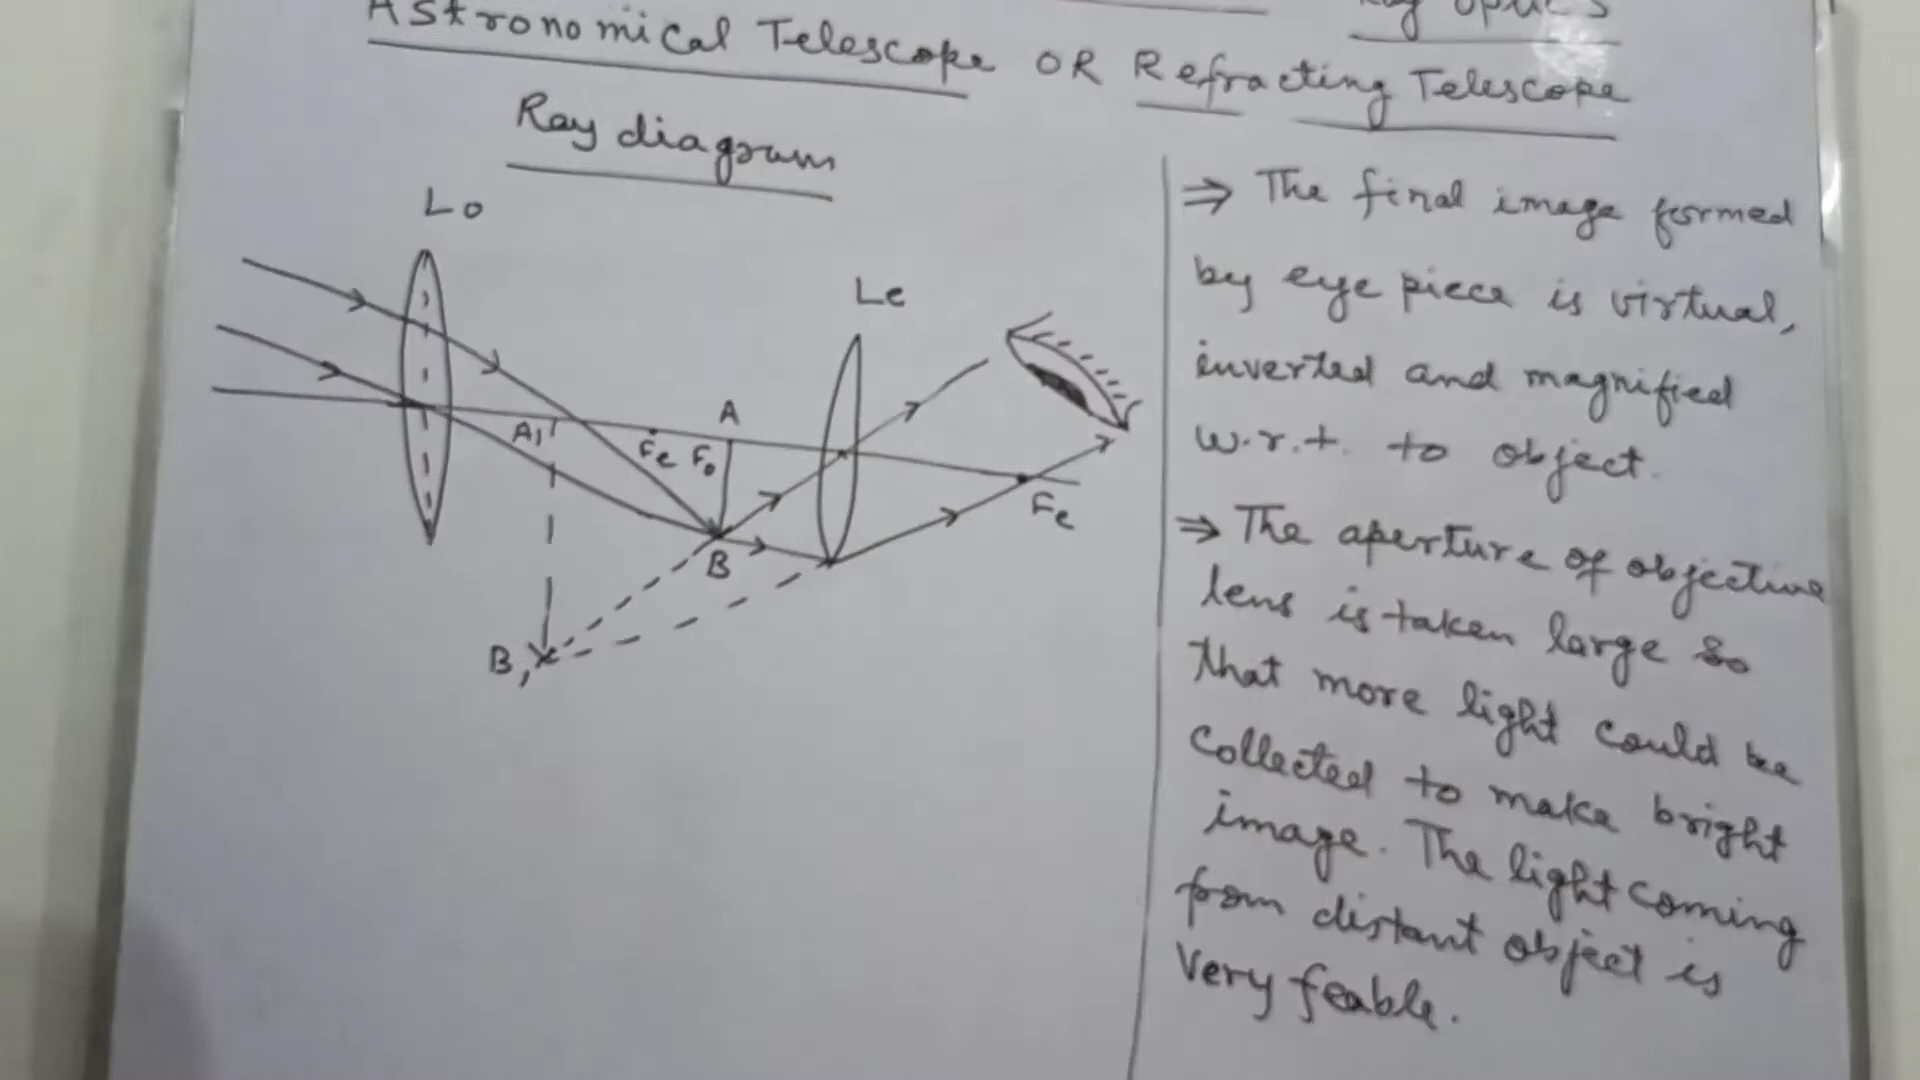 Ray Optics
Astronomical Telescope OR Refracting Telescope
Ray diagram
Lo
Le
A1
Fe
Fo
A
B
Fe
B1
⇒ The final image formed
by eye piece is virtual,
inverted and magnified
w.r.t. to object.
⇒ The aperture of objective
lens is taken large so
that more light could be
collected to make bright
image. The light coming
from distant object is
very feable.